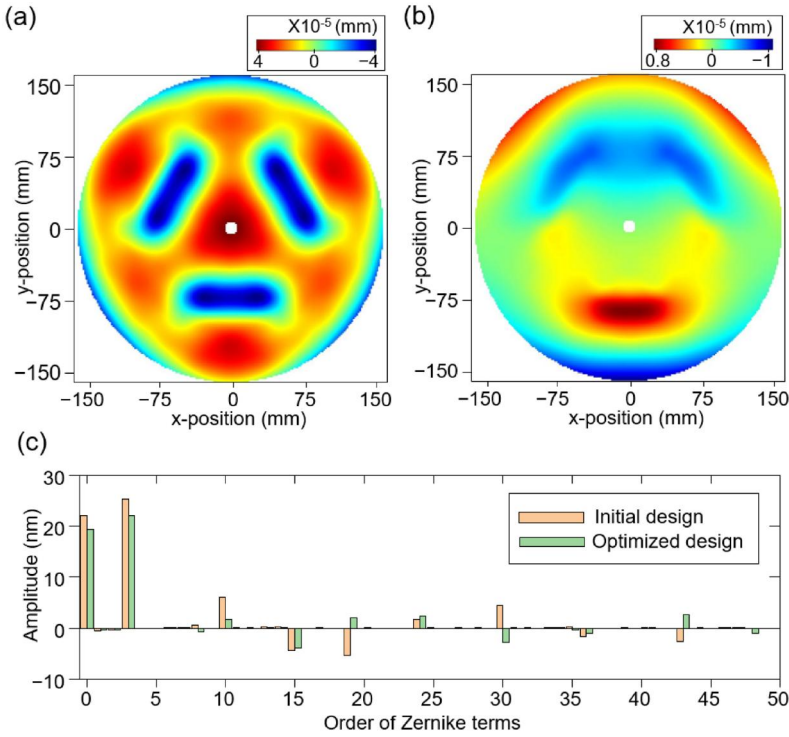 (a)
X10⁻⁵ (mm)
4 0 −4
150
75
0
−75
−150
y-position (mm)
−150 −75 0 75 150
x-position (mm)
(b)
X10⁻⁵ (mm)
0.8 0 −1
150
75
0
−75
−150
y-position (mm)
−150 −75 0 75 150
x-position (mm)
(c)
30
20
10
0
−10
Amplitude (nm)
Initial design
Optimized design
0 5 10 15 20 25 30 35 40 45 50
Order of Zernike terms